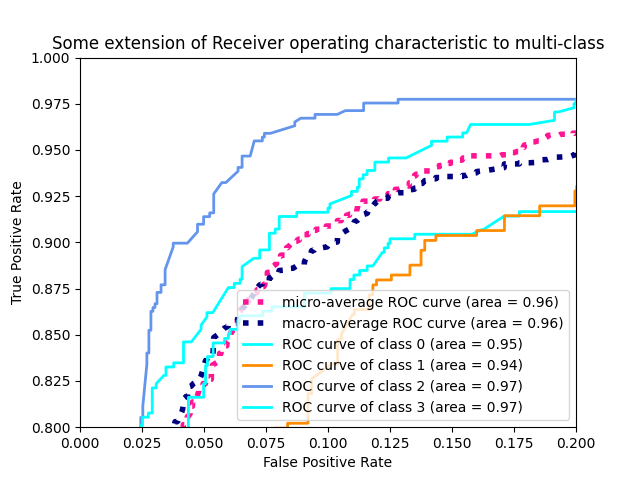 Some extension of Receiver operating characteristic to multi-class
1.000
0.975
0.950
0.925
0.900
0.875
0.850
0.825
0.800
True Positive Rate
micro-average ROC curve (area = 0.96)
macro-average ROC curve (area = 0.96)
ROC curve of class 0 (area = 0.95)
ROC curve of class 1 (area = 0.94)
ROC curve of class 2 (area = 0.97)
ROC curve of class 3 (area = 0.97)
0.000 0.025 0.050 0.075 0.100 0.125 0.150 0.175 0.200
False Positive Rate